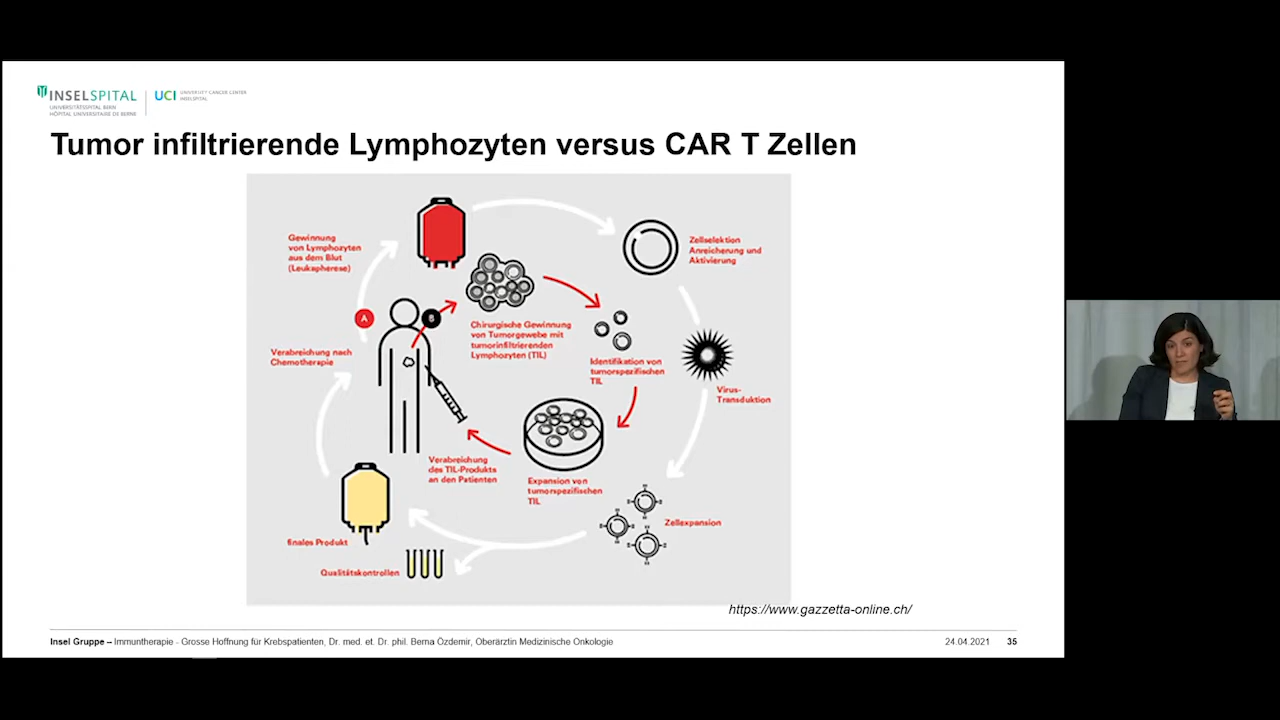 INSELSPITAL
UNIVERSITÄTSSPITAL BERN
HÔPITAL UNIVERSITAIRE DE BERNE
UCI
UNIVERSITY CANCER CENTER
INSELSPITAL
Tumor infiltrierende Lymphozyten versus CAR T Zellen
Gewinnung
von Lymphozyten
aus dem Blut
(Leukapherese)
Zellselektion
Anreicherung und
Aktivierung
A
B
Chirurgische Gewinnung
von Tumorgewebe mit
tumorinfiltrierenden
Lymphozyten (TIL)
Verabreichung nach
Chemotherapie
Identifikation von
tumorspezifischen
TIL
Virus-
Transduktion
Verabreichung
des TIL-Produkts
an den Patienten
Expansion von
tumorspezifischen
TIL
Zellexpansion
finales Produkt
Qualitätskontrollen
https://www.gazzetta-online.ch/
Insel Gruppe – Immuntherapie - Grosse Hoffnung für Krebspatienten, Dr. med. et. Dr. phil. Berna Özdemir, Oberärztin Medizinische Onkologie
24.04.2021 35